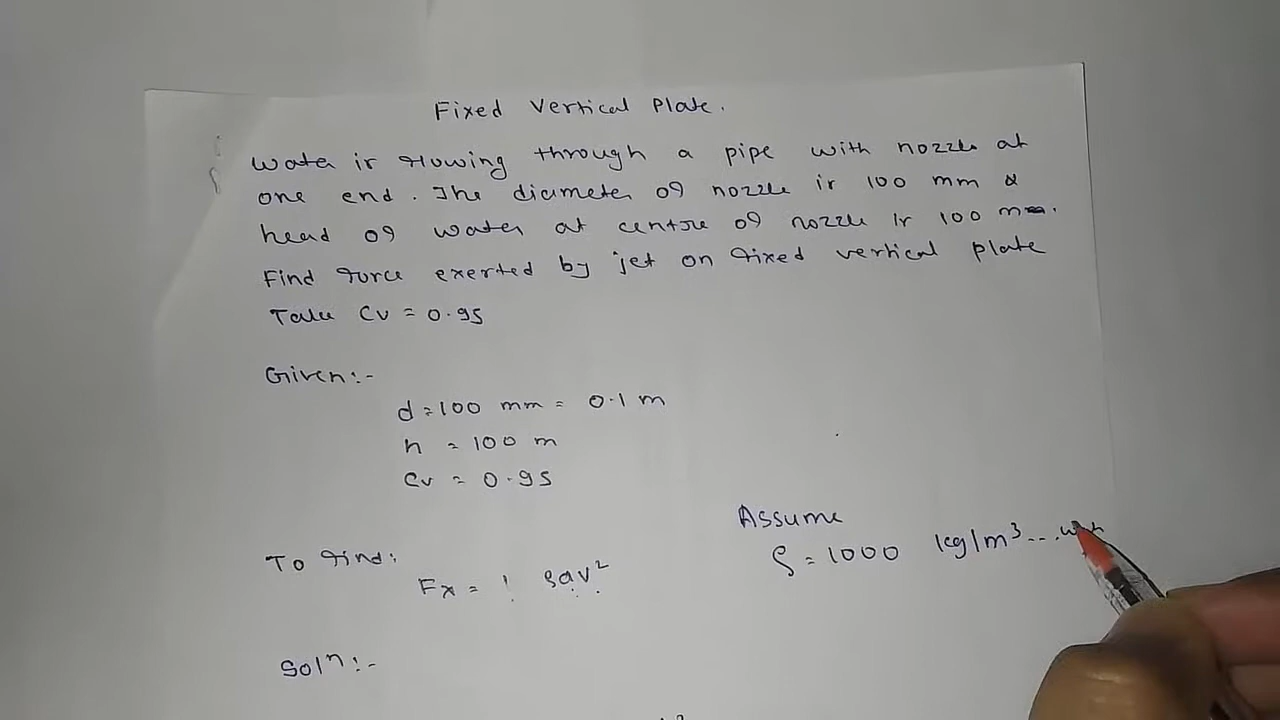 Fixed Vertical Plate.
Water is flowing through a pipe with nozzle at
one end. The diameter of nozzle is 100 mm &
head of water at centre of nozzle is 100 m.
Find force exerted by jet on fixed vertical plate
Take Cv = 0.95
Given:-
d = 100 mm = 0.1 m
h = 100 m
Cv = 0.95
Assume
ρ = 1000 kg/m³ ...
To find:
Fx = ? ρav²
Solⁿ:-